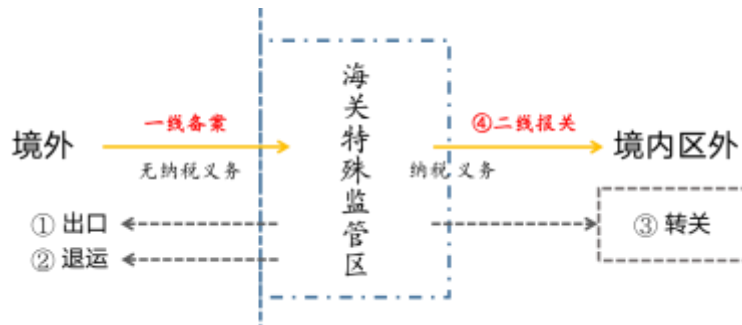 一线备案
④二线报关
境外
海关特殊监管区
境内区外
无纳税义务
纳税义务
① 出口
③ 转关
② 退运